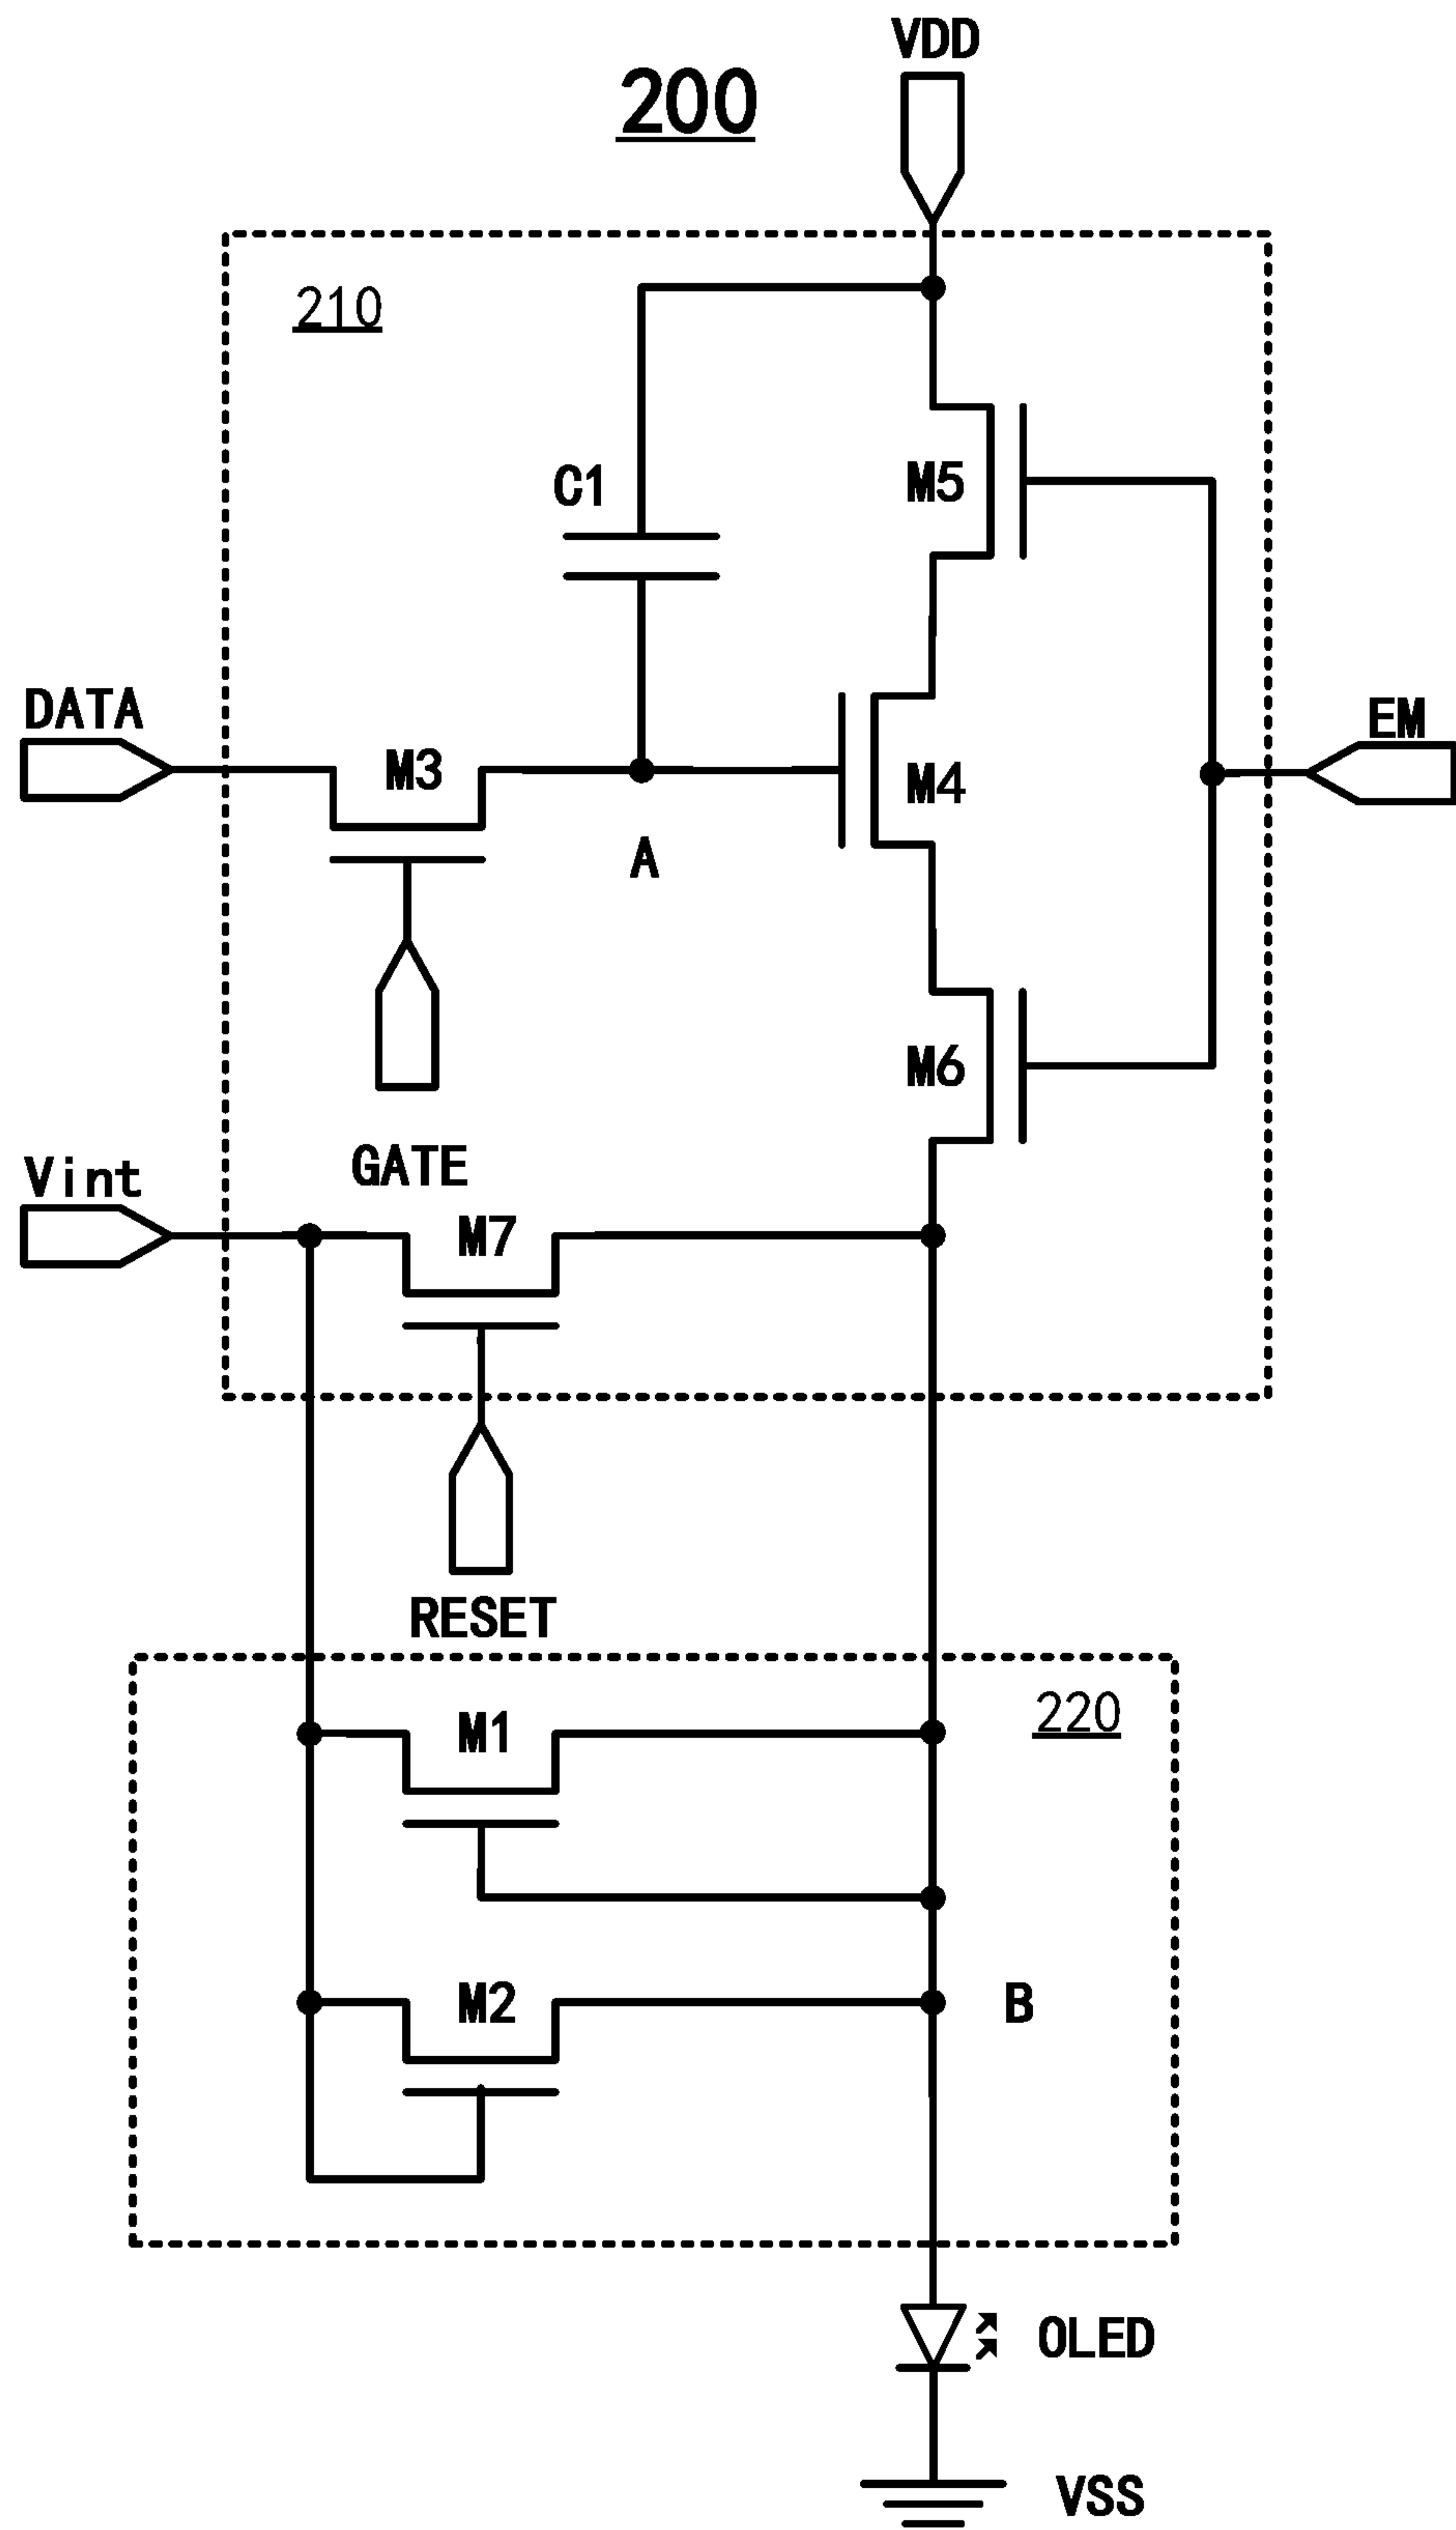 VDD
200
210
C1
M5
DATA
EM
M3
M4
A
M6
GATE
Vint
M7
RESET
M1
220
M2
B
OLED
VSS